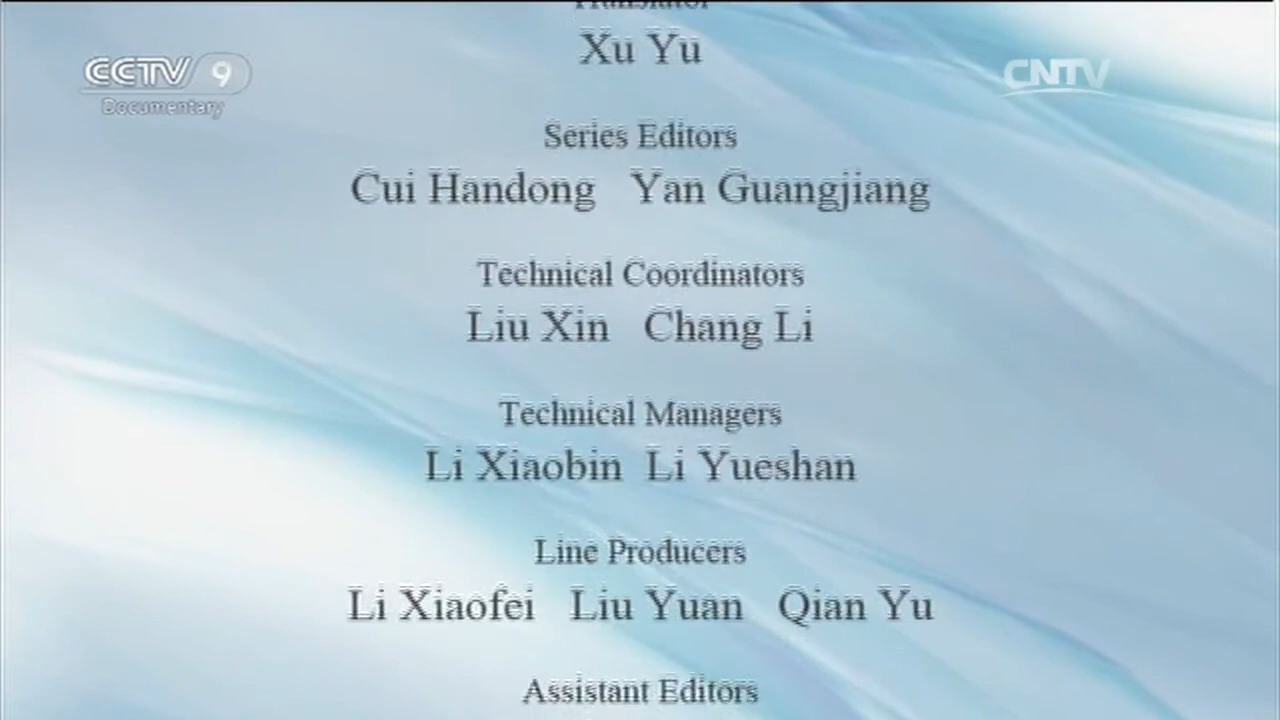 Translator
Xu Yu
CCTV 9
Documentary
CNTV
Series Editors
Cui Handong Yan Guangjiang
Technical Coordinators
Liu Xin Chang Li
Technical Managers
Li Xiaobin Li Yueshan
Line Producers
Li Xiaofei Liu Yuan Qian Yu
Assistant Editors